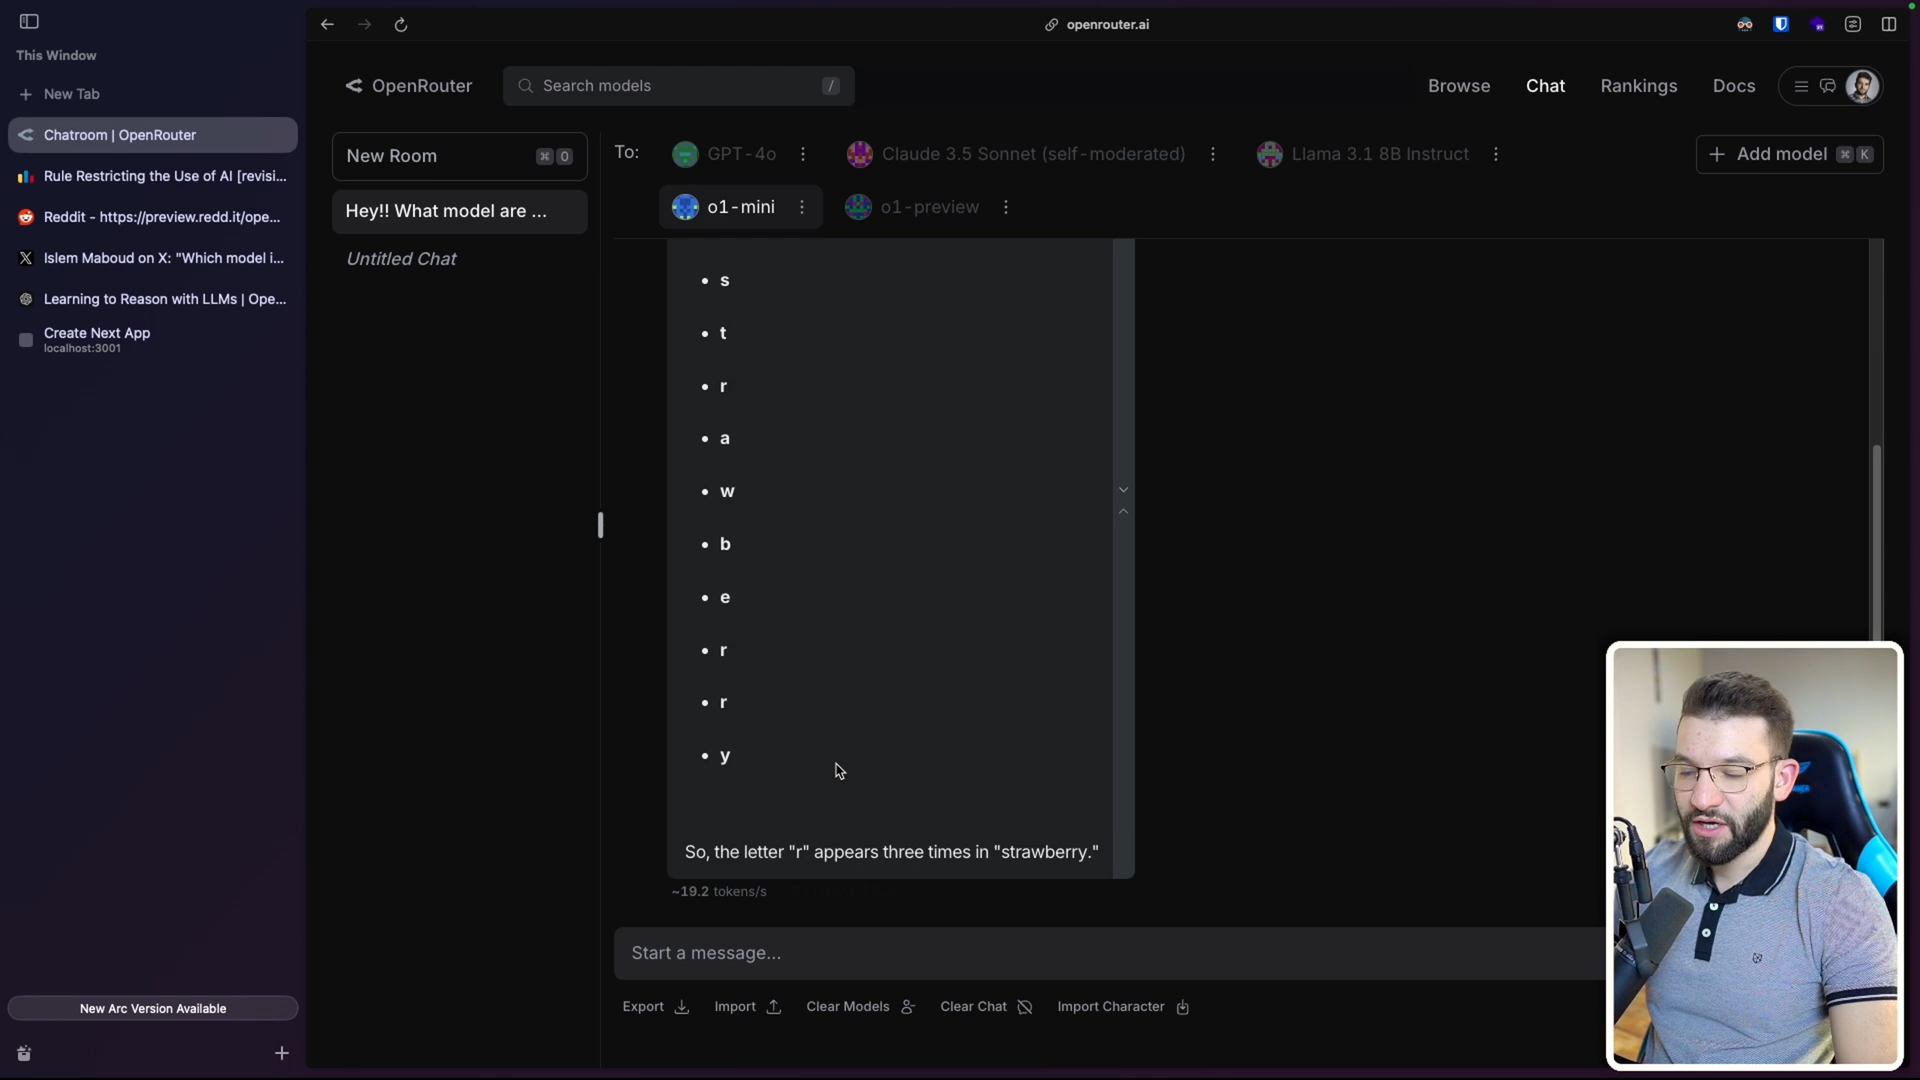 This Window
New Tab
Chatroom | OpenRouter
Rule Restricting the Use of AI [revisi...
Reddit - https://preview.redd.it/ope...
Islem Maboud on X: "Which model i...
Learning to Reason with LLMs | Ope...
Create Next App
localhost:3001
New Arc Version Available
openrouter.ai
OpenRouter
Search models
/
Browse
Chat
Rankings
Docs
New Room
⌘ 0
Hey!! What model are ...
Untitled Chat
To:
GPT-4o
Claude 3.5 Sonnet (self-moderated)
Llama 3.1 8B Instruct
Add model ⌘ K
o1-mini
o1-preview
• s
• t
• r
• a
• w
• b
• e
• r
• r
• y
So, the letter "r" appears three times in "strawberry."
~19.2 tokens/s
Start a message...
Export
Import
Clear Models
Clear Chat
Import Character